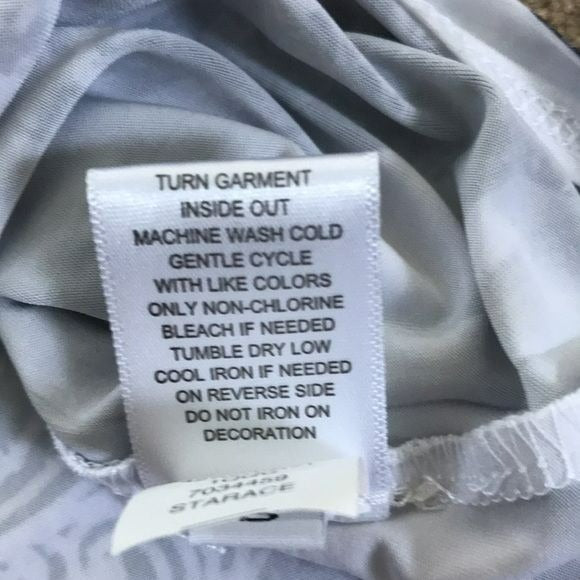 TURN GARMENT
INSIDE OUT
MACHINE WASH COLD
GENTLE CYCLE
WITH LIKE COLORS
ONLY NON-CHLORINE
BLEACH IF NEEDED
TUMBLE DRY LOW
COOL IRON IF NEEDED
ON REVERSE SIDE
DO NOT IRON ON
DECORATION
7034459
STARACE